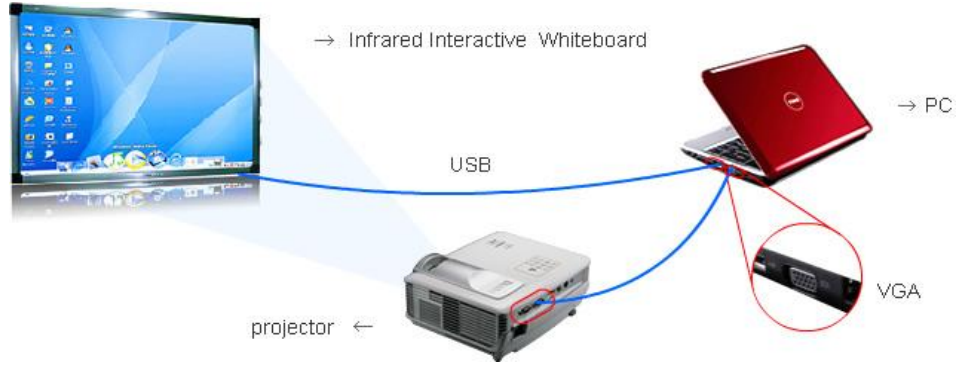 → Infrared Interactive Whiteboard
→ PC
USB
VGA
projector ←